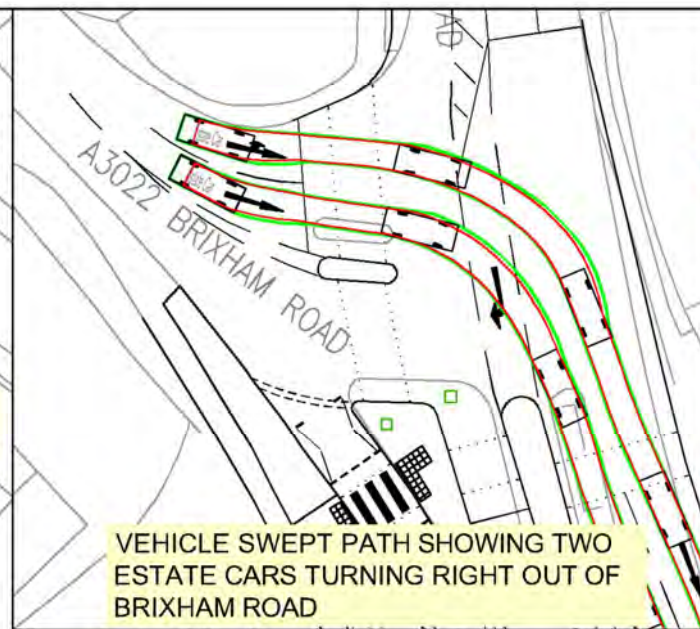 A3022 BRIXHAM ROAD
VEHICLE SWEPT PATH SHOWING TWO
ESTATE CARS TURNING RIGHT OUT OF
BRIXHAM ROAD